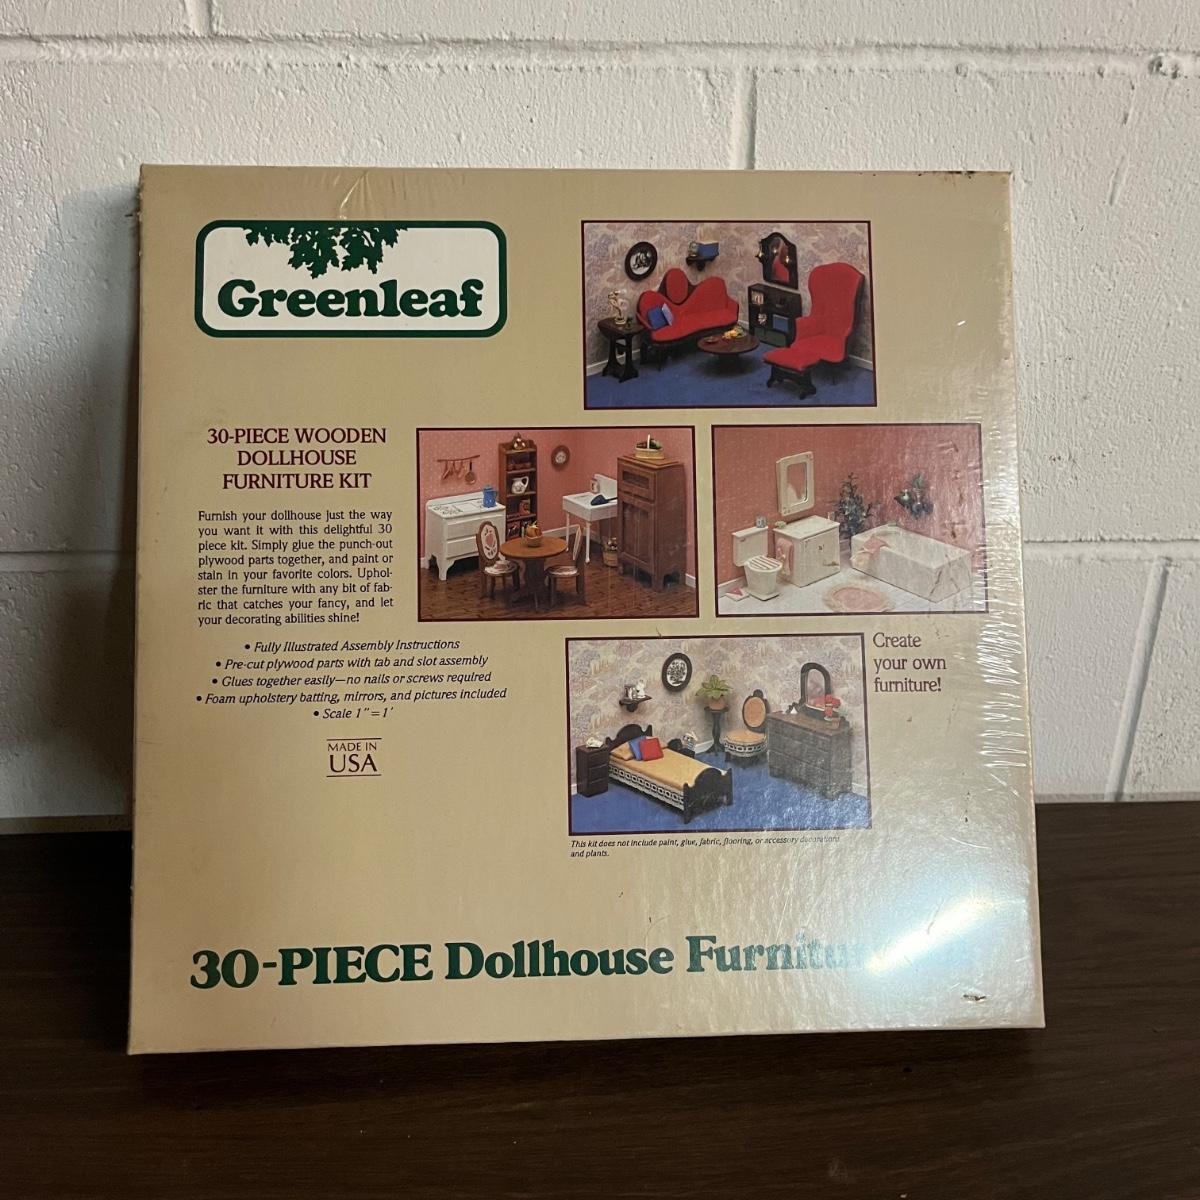 Greenleaf
30-PIECE WOODEN
DOLLHOUSE
FURNITURE KIT
Furnish your dollhouse just the way
you want it with this delightful 30
piece kit. Simply glue the punch-out
plywood parts together, and paint or
stain in your favorite colors. Uphol-
ster the furniture with any bit of fab-
ric that catches your fancy, and let
your decorating abilities shine!
• Fully Illustrated Assembly Instructions
• Pre-cut plywood parts with tab and slot assembly
• Glues together easily—no nails or screws required
• Foam upholstery batting, mirrors, and pictures included
• Scale 1" = 1'
MADE IN
USA
Create
your own
furniture!
This kit does not include paint, glue, fabric, flooring, or accessory decorations
and plants.
30-PIECE Dollhouse Furnitu